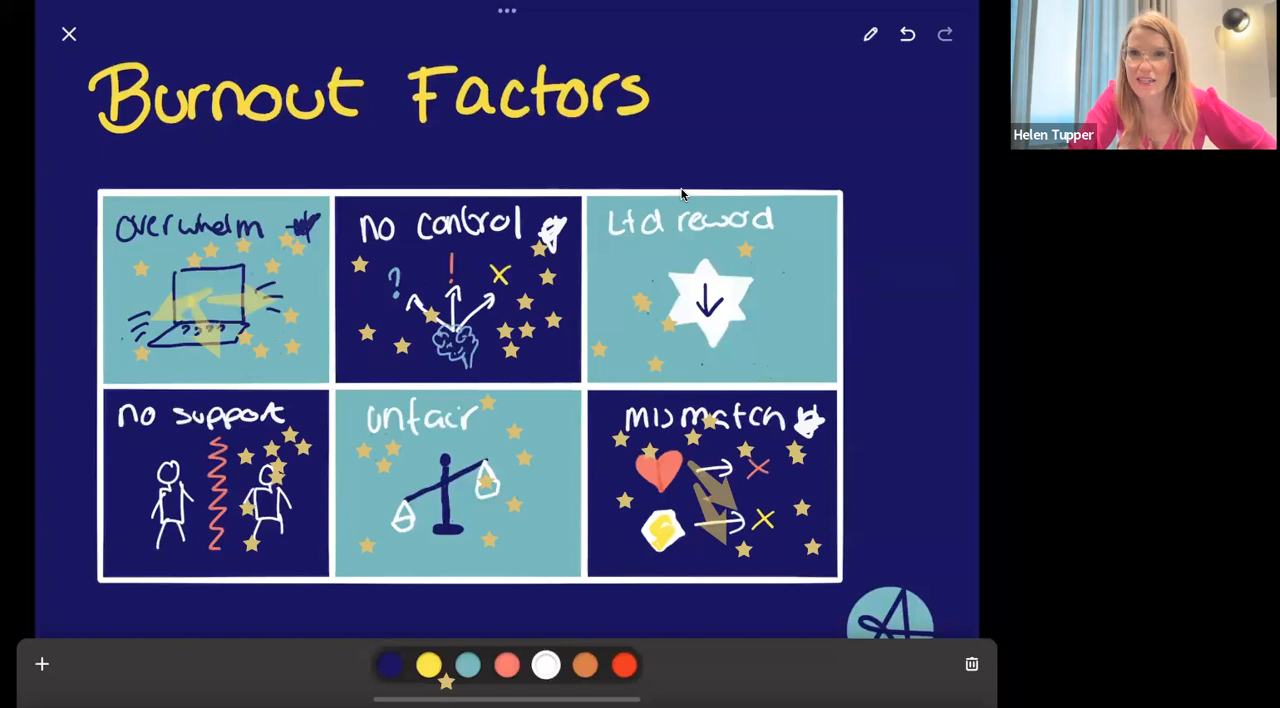 Burnout Factors
Helen Tupper
overwhelm
no control
Ltd reward
? ! x
no support
unfair
mismatch